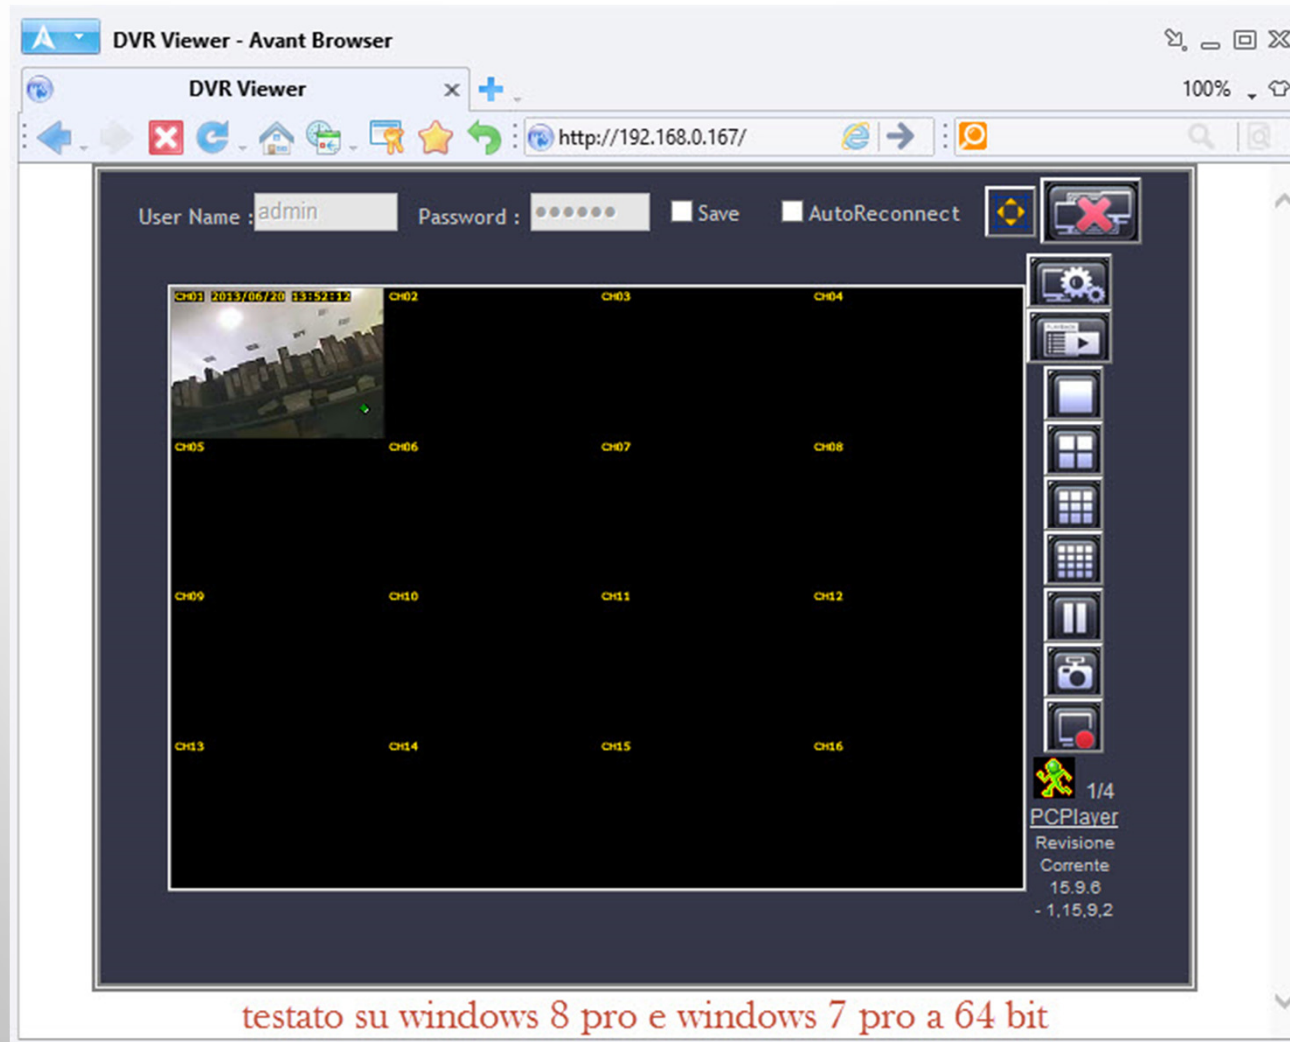 DVR Viewer - Avant Browser
DVR Viewer
100%
http://192.168.0.167/
User Name : admin Password : Save AutoReconnect
CH01 2013/06/20 13:52:12 CH02 CH03 CH04
CH05 CH06 CH07 CH08
CH09 CH10 CH11 CH12
CH13 CH14 CH15 CH16
1/4
PCPlayer
Revisione
Corrente
15.9.6
- 1,15,9,2
testato su windows 8 pro e windows 7 pro a 64 bit